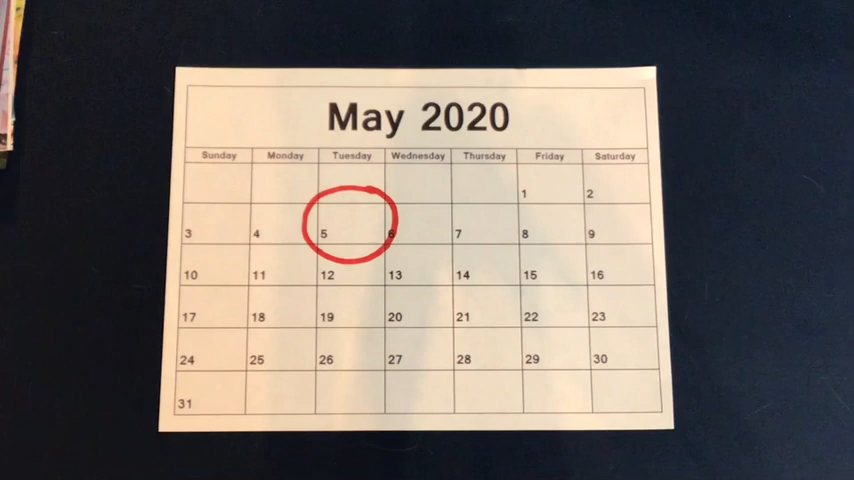 May 2020
Sunday Monday Tuesday Wednesday Thursday Friday Saturday
1 2
3 4 5 6 7 8 9
10 11 12 13 14 15 16
17 18 19 20 21 22 23
24 25 26 27 28 29 30
31